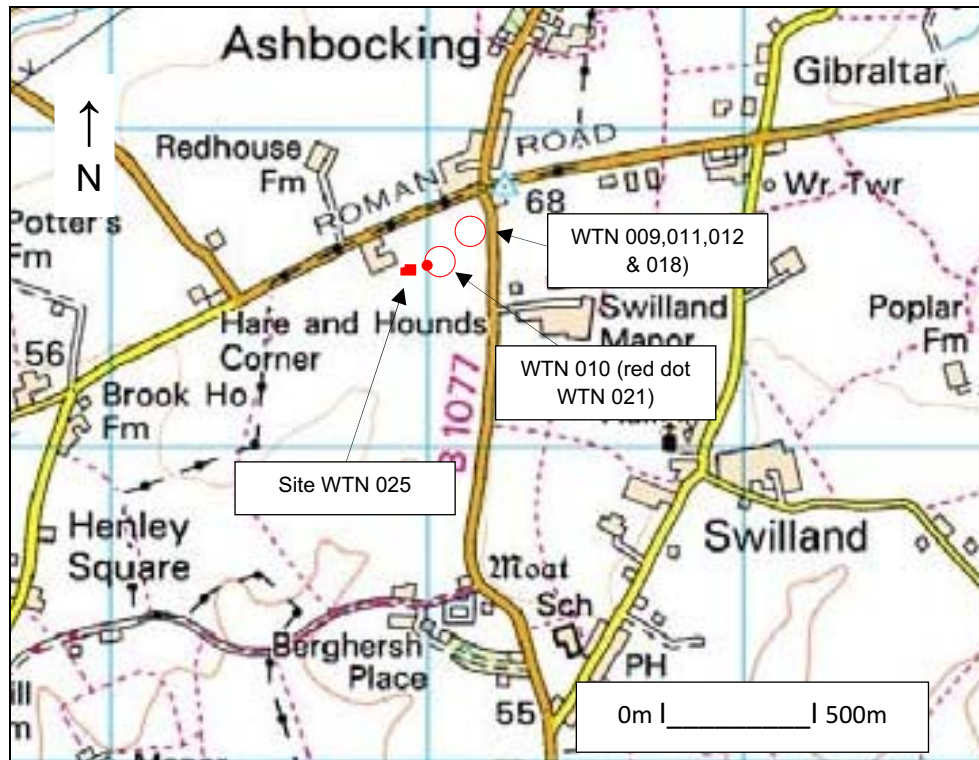 Ashbocking
Gibraltar
↑
N
Redhouse
Fm
ROMAN ROAD
68
Wr Twr
Potter's
Fm
WTN 009,011,012
& 018)
Hare and Hounds
Corner
Swilland
Manor
Poplar
Fm
56
WTN 010 (red dot
WTN 021)
Brook Ho
Fm
B 1077
Site WTN 025
Henley
Square
Swilland
Moat
Sch
Berghersh
Place
PH
55
0m I__________I 500m